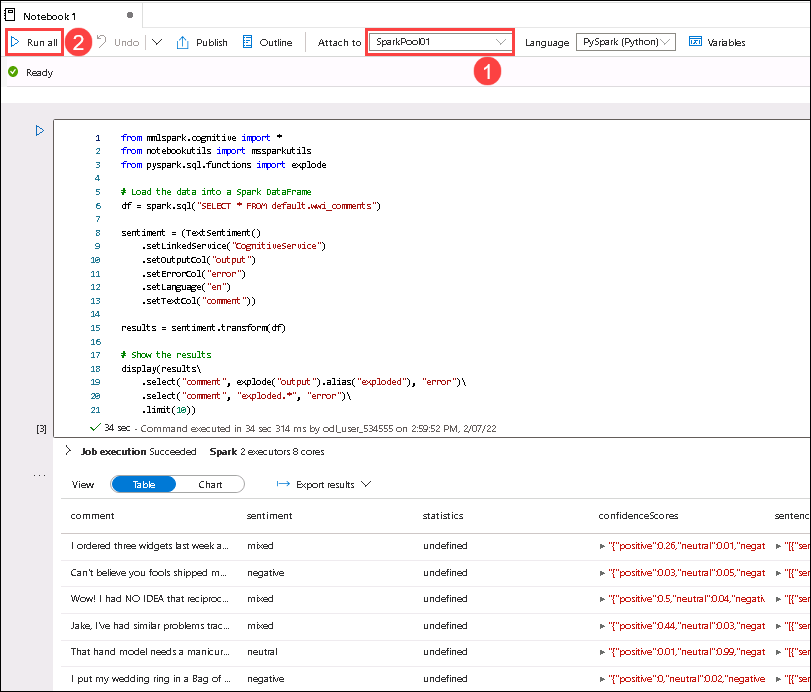 Notebook 1
Run all 2 Undo Publish Outline Attach to SparkPool01 Language PySpark (Python) Variables
1
Ready
1 from mmlspark.cognitive import *
2 from notebookutils import mssparkutils
3 from pyspark.sql.functions import explode
4
5 # Load the data into a Spark DataFrame
6 df = spark.sql("SELECT * FROM default.wwi_comments")
7
8 sentiment = (TextSentiment()
9 .setLinkedService("CognitiveService")
10 .setOutputCol("output")
11 .setErrorCol("error")
12 .setLanguage("en")
13 .setTextCol("comment"))
14
15 results = sentiment.transform(df)
16
17 # Show the results
18 display(results\
19 .select("comment", explode("output").alias("exploded"), "error")\
20 .select("comment", "exploded.*", "error")\
21 .limit(10))
[3] 34 sec - Command executed in 34 sec 314 ms by odl_user_534555 on 2:59:52 PM, 2/07/22
Job execution Succeeded Spark 2 executors 8 cores
...
View Table Chart Export results
comment sentiment statistics confidenceScores sentenc
I ordered three widgets last week a... mixed undefined "{"positive":0.26,"neutral":0.01,"negat "[{"sen
Can't believe you fools shipped m... negative undefined "{"positive":0.03,"neutral":0.05,"negat "[{"sen
Wow! I had NO IDEA that reciproc... mixed undefined "{"positive":0.5,"neutral":0.04,"negativ "[{"sen
Jake, I've had similar problems trac... mixed undefined "{"positive":0.44,"neutral":0.03,"negat "[{"sen
That hand model needs a manicur... neutral undefined "{"positive":0.01,"neutral":0.99,"negat "[{"sen
I put my wedding ring in a Bag of ... negative undefined "{"positive":0,"neutral":0.02,"negative "[{"sen